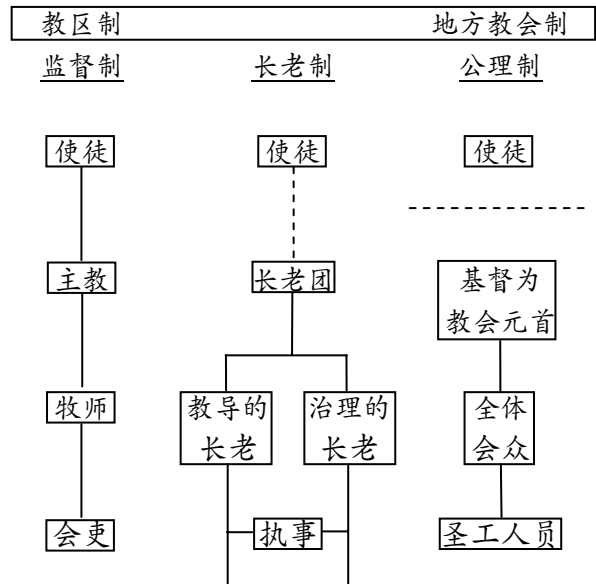 教区制 地方教会制
监督制 长老制 公理制
使徒 使徒 使徒
主教 长老团 基督为
教会元首
牧师 教导的 治理的 全体
长老 长老 会众
会吏 执事 圣工人员